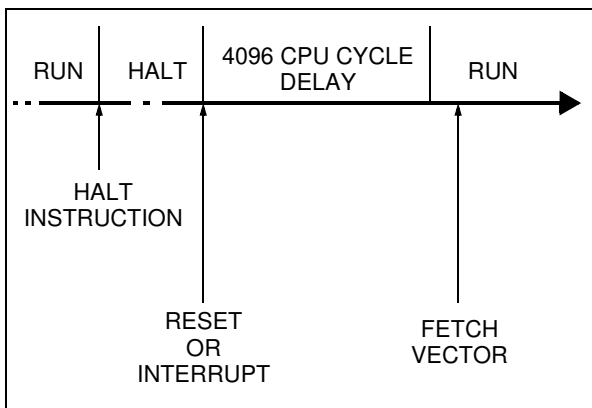 RUN
HALT
4096 CPU CYCLE
DELAY
RUN
HALT
INSTRUCTION
RESET
OR
INTERRUPT
FETCH
VECTOR